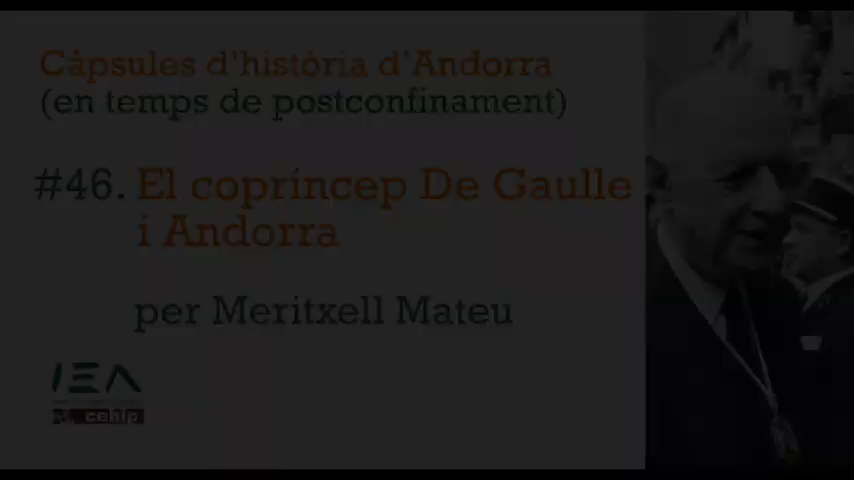 Càpsules d'història d'Andorra
(en temps de postconfinament)
#46. El copríncep De Gaulle
i Andorra
per Meritxell Mateu
IEA
cehip